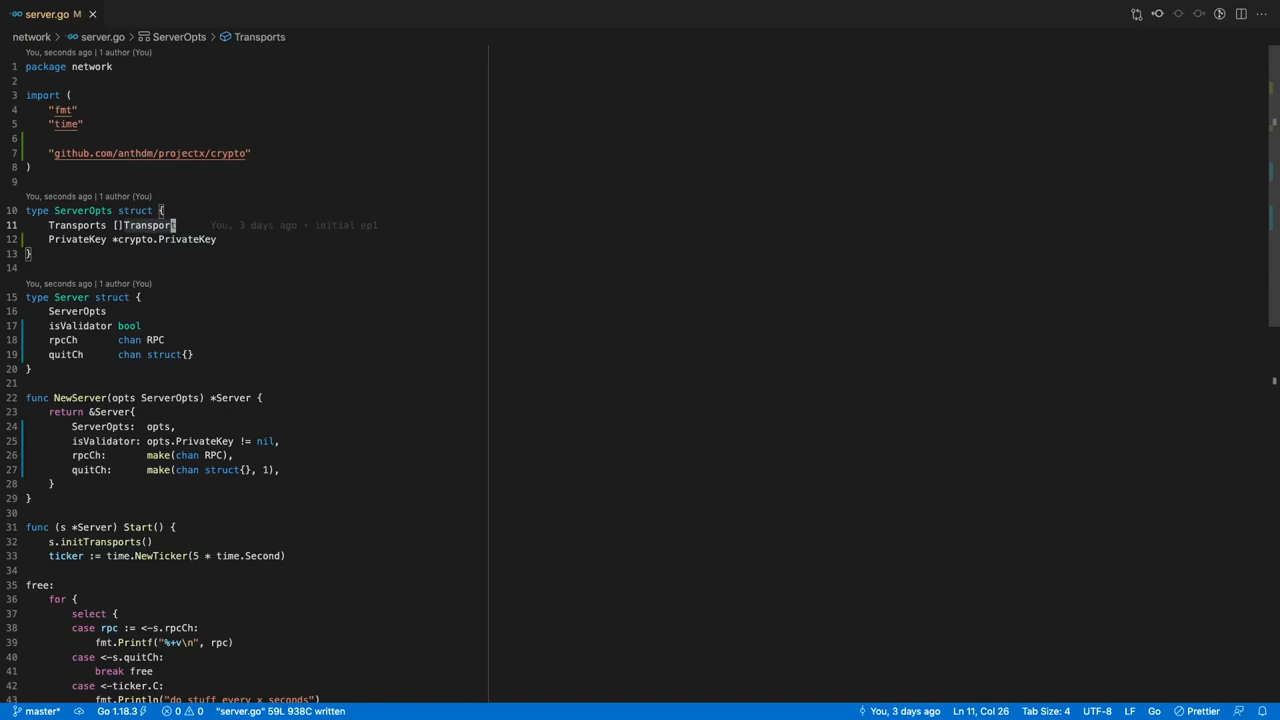 server.go M
network > server.go > ServerOpts > Transports
You, seconds ago | 1 author (You)
1 package network
2
3 import (
4 "fmt"
5 "time"
6
7 "github.com/anthdm/projectx/crypto"
8 )
9
You, seconds ago | 1 author (You)
10 type ServerOpts struct {
11 Transports []Transport You, 3 days ago • initial ep1
12 PrivateKey *crypto.PrivateKey
13 }
14
You, seconds ago | 1 author (You)
15 type Server struct {
16 ServerOpts
17 isValidator bool
18 rpcCh chan RPC
19 quitCh chan struct{}
20 }
21
22 func NewServer(opts ServerOpts) *Server {
23 return &Server{
24 ServerOpts: opts,
25 isValidator: opts.PrivateKey != nil,
26 rpcCh: make(chan RPC),
27 quitCh: make(chan struct{}, 1),
28 }
29 }
30
31 func (s *Server) Start() {
32 s.initTransports()
33 ticker := time.NewTicker(5 * time.Second)
34
35 free:
36 for {
37 select {
38 case rpc := <-s.rpcCh:
39 fmt.Printf("%+v\n", rpc)
40 case <-s.quitCh:
41 break free
42 case <-ticker.C:
43 fmt.Println("do stuff every x seconds")
master* Go 1.18.3 0 0 "server.go" 59L 938C written You, 3 days ago Ln 11, Col 26 Tab Size: 4 UTF-8 LF Go Prettier